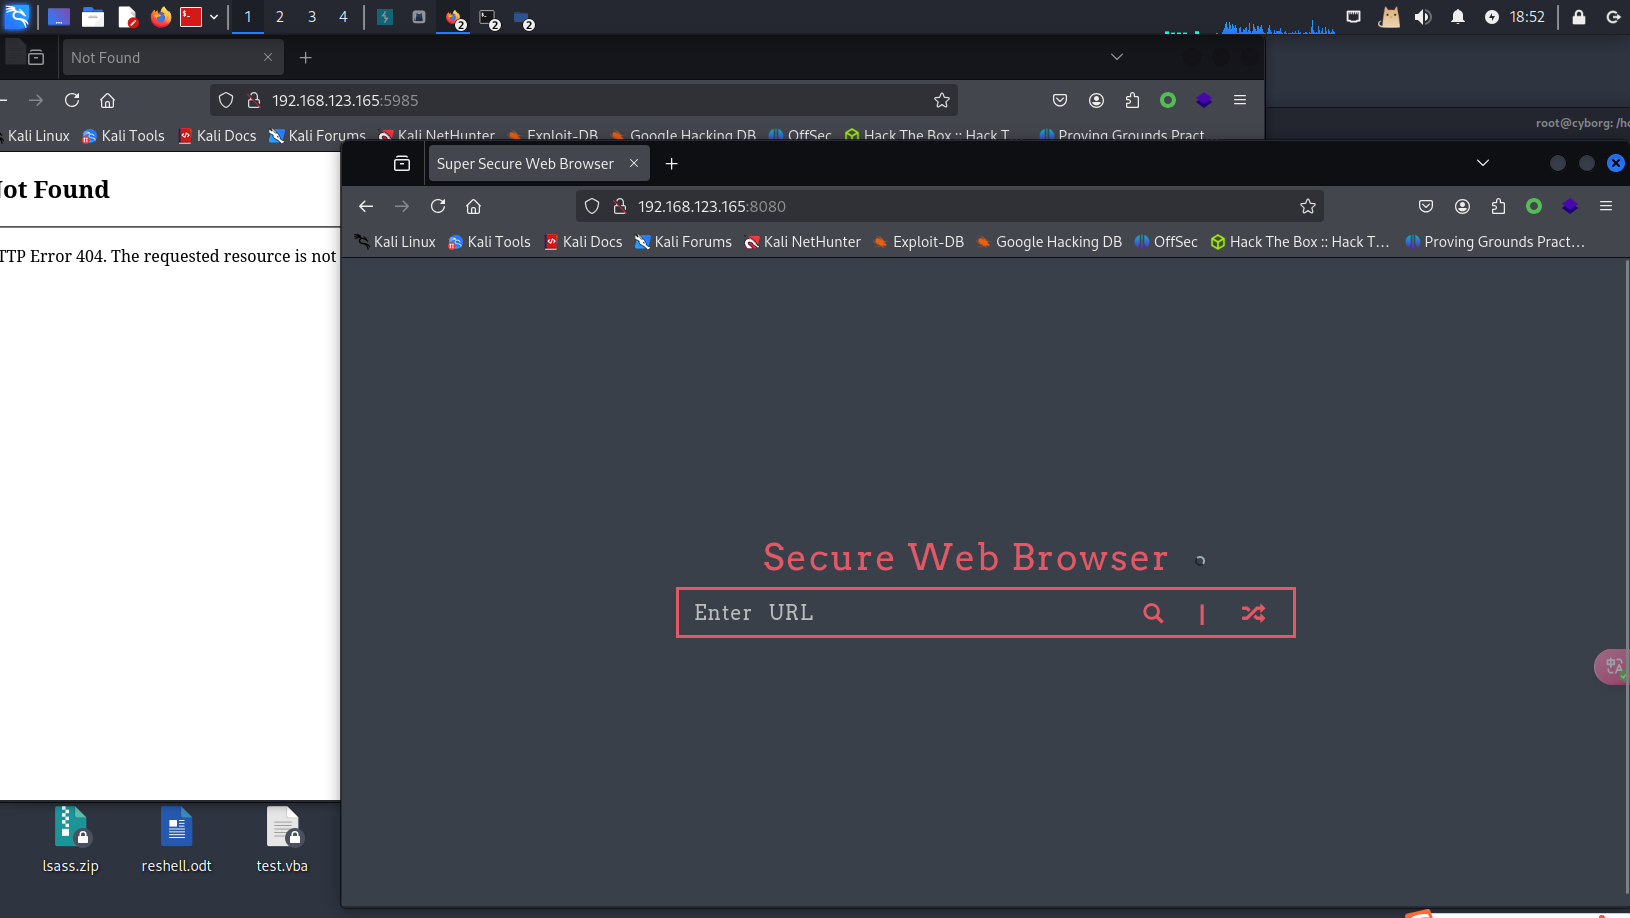 1 2 3 4 2 2 2 18:52
Not Found
192.168.123.165:5985
Kali Linux Kali Tools Kali Docs Kali Forums Kali NetHunter Exploit-DB Google Hacking DB OffSec Hack The Box :: Hack T… Proving Grounds Pract…
root@cyborg: /ho
ot Found
TTP Error 404. The requested resource is not
Super Secure Web Browser
192.168.123.165:8080
Kali Linux Kali Tools Kali Docs Kali Forums Kali NetHunter Exploit-DB Google Hacking DB OffSec Hack The Box :: Hack T… Proving Grounds Pract…
Secure Web Browser
Enter URL |
lsass.zip reshell.odt test.vba